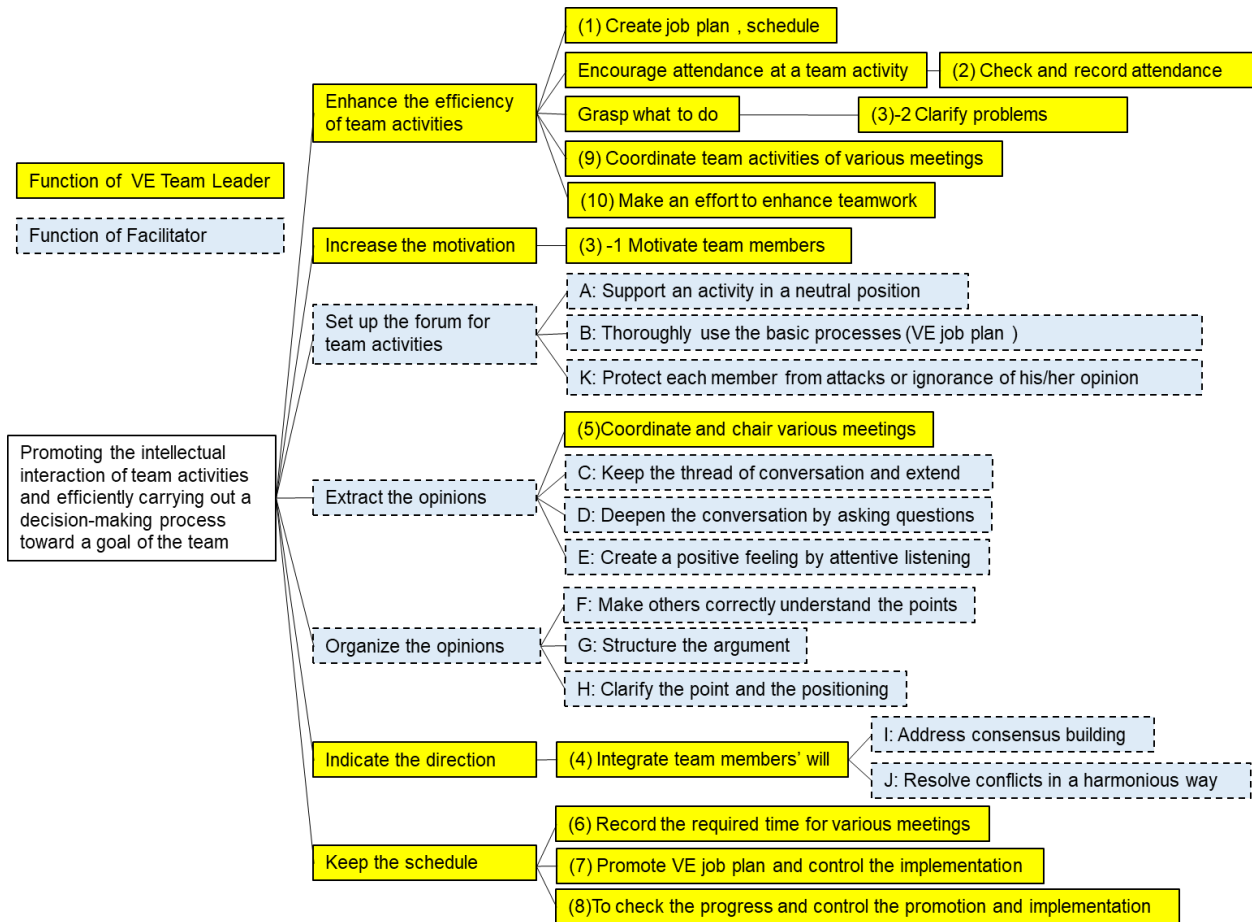 (1) Create job plan , schedule
Encourage attendance at a team activity
(2) Check and record attendance
Enhance the efficiency
of team activities
Grasp what to do
(3)-2 Clarify problems
(9) Coordinate team activities of various meetings
(10) Make an effort to enhance teamwork
Function of VE Team Leader
Function of Facilitator
Increase the motivation
(3) -1 Motivate team members
Set up the forum for
team activities
A: Support an activity in a neutral position
B: Thoroughly use the basic processes (VE job plan )
K: Protect each member from attacks or ignorance of his/her opinion
Promoting the intellectual
interaction of team activities
and efficiently carrying out a
decision-making process
toward a goal of the team
Extract the opinions
(5)Coordinate and chair various meetings
C: Keep the thread of conversation and extend
D: Deepen the conversation by asking questions
E: Create a positive feeling by attentive listening
Organize the opinions
F: Make others correctly understand the points
G: Structure the argument
H: Clarify the point and the positioning
Indicate the direction
(4) Integrate team members’ will
I: Address consensus building
J: Resolve conflicts in a harmonious way
Keep the schedule
(6) Record the required time for various meetings
(7) Promote VE job plan and control the implementation
(8)To check the progress and control the promotion and implementation